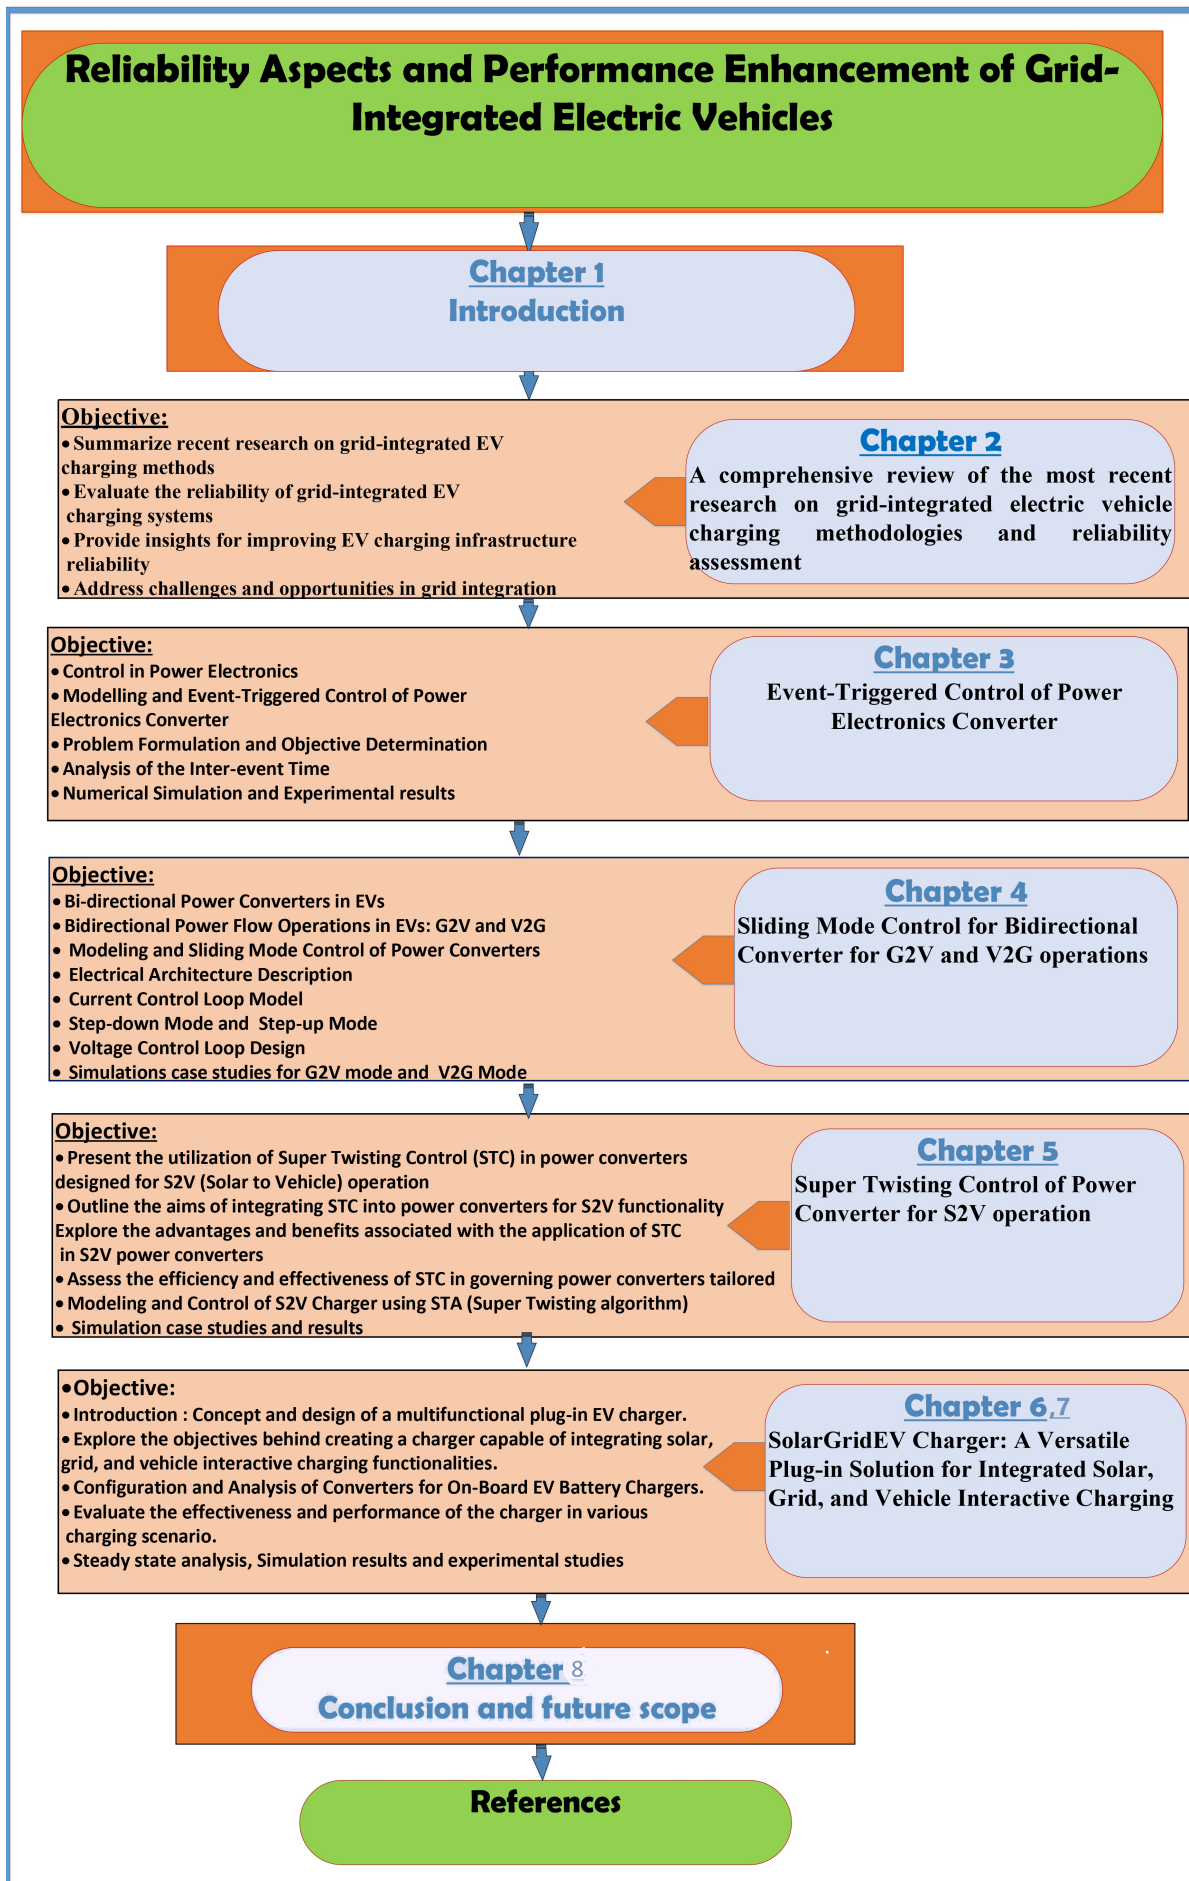 Reliability Aspects and Performance Enhancement of Grid-
Integrated Electric Vehicles
Chapter 1
Introduction
Objective:
• Summarize recent research on grid-integrated EV
charging methods
• Evaluate the reliability of grid-integrated EV
charging systems
• Provide insights for improving EV charging infrastructure
reliability
• Address challenges and opportunities in grid integration
Chapter 2
A comprehensive review of the most recent
research on grid-integrated electric vehicle
charging methodologies and reliability
assessment
Objective:
• Control in Power Electronics
• Modelling and Event-Triggered Control of Power
Electronics Converter
• Problem Formulation and Objective Determination
• Analysis of the Inter-event Time
• Numerical Simulation and Experimental results
Chapter 3
Event-Triggered Control of Power
Electronics Converter
Objective:
• Bi-directional Power Converters in EVs
• Bidirectional Power Flow Operations in EVs: G2V and V2G
• Modeling and Sliding Mode Control of Power Converters
• Electrical Architecture Description
• Current Control Loop Model
• Step-down Mode and Step-up Mode
• Voltage Control Loop Design
• Simulations case studies for G2V mode and V2G Mode
Chapter 4
Sliding Mode Control for Bidirectional
Converter for G2V and V2G operations
Objective:
• Present the utilization of Super Twisting Control (STC) in power converters
designed for S2V (Solar to Vehicle) operation
• Outline the aims of integrating STC into power converters for S2V functionality
Explore the advantages and benefits associated with the application of STC
in S2V power converters
• Assess the efficiency and effectiveness of STC in governing power converters tailored
• Modeling and Control of S2V Charger using STA (Super Twisting algorithm)
• Simulation case studies and results
Chapter 5
Super Twisting Control of Power
Converter for S2V operation
•Objective:
• Introduction : Concept and design of a multifunctional plug-in EV charger.
• Explore the objectives behind creating a charger capable of integrating solar,
grid, and vehicle interactive charging functionalities.
• Configuration and Analysis of Converters for On-Board EV Battery Chargers.
• Evaluate the effectiveness and performance of the charger in various
charging scenario.
• Steady state analysis, Simulation results and experimental studies
Chapter 6,7
SolarGridEV Charger: A Versatile
Plug-in Solution for Integrated Solar,
Grid, and Vehicle Interactive Charging
Chapter 8
Conclusion and future scope
References